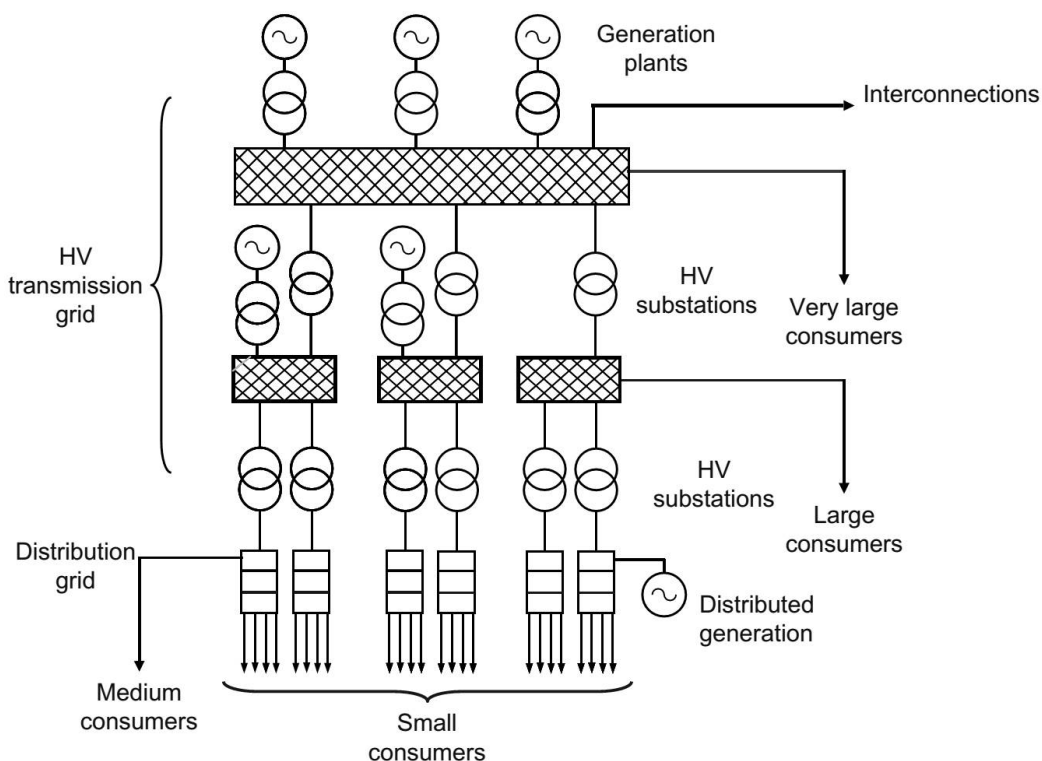 Generation
plants
Interconnections
HV
transmission
grid
HV
substations
Very large
consumers
HV
substations
Large
consumers
Distribution
grid
Distributed
generation
Medium
consumers
Small
consumers